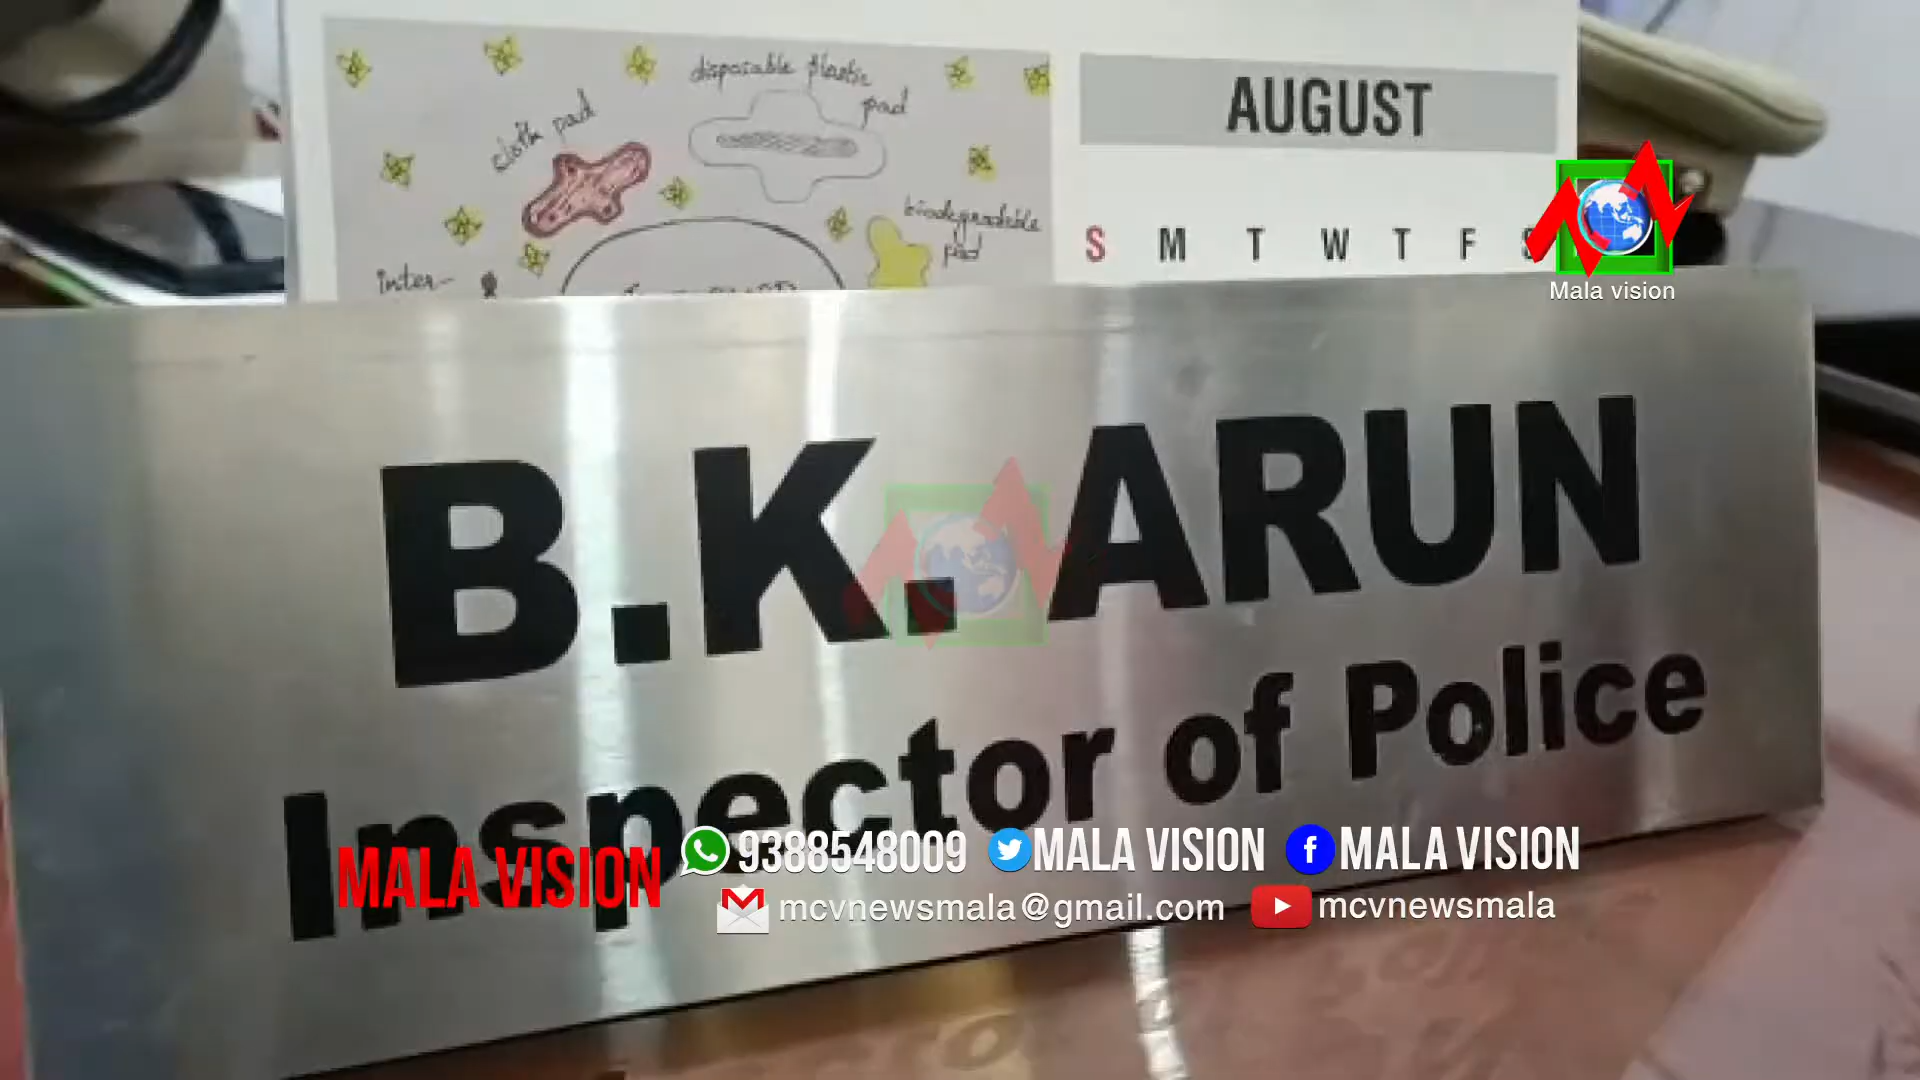 disposable plastic
pad
cloth pad
biodegradable
pad
inter-
AUGUST
S M T W T F S
Mala vision
B.K. ARUN
Inspector of Police
MALA VISION
9388548009 MALA VISION MALA VISION
mcvnewsmala@gmail.com mcvnewsmala